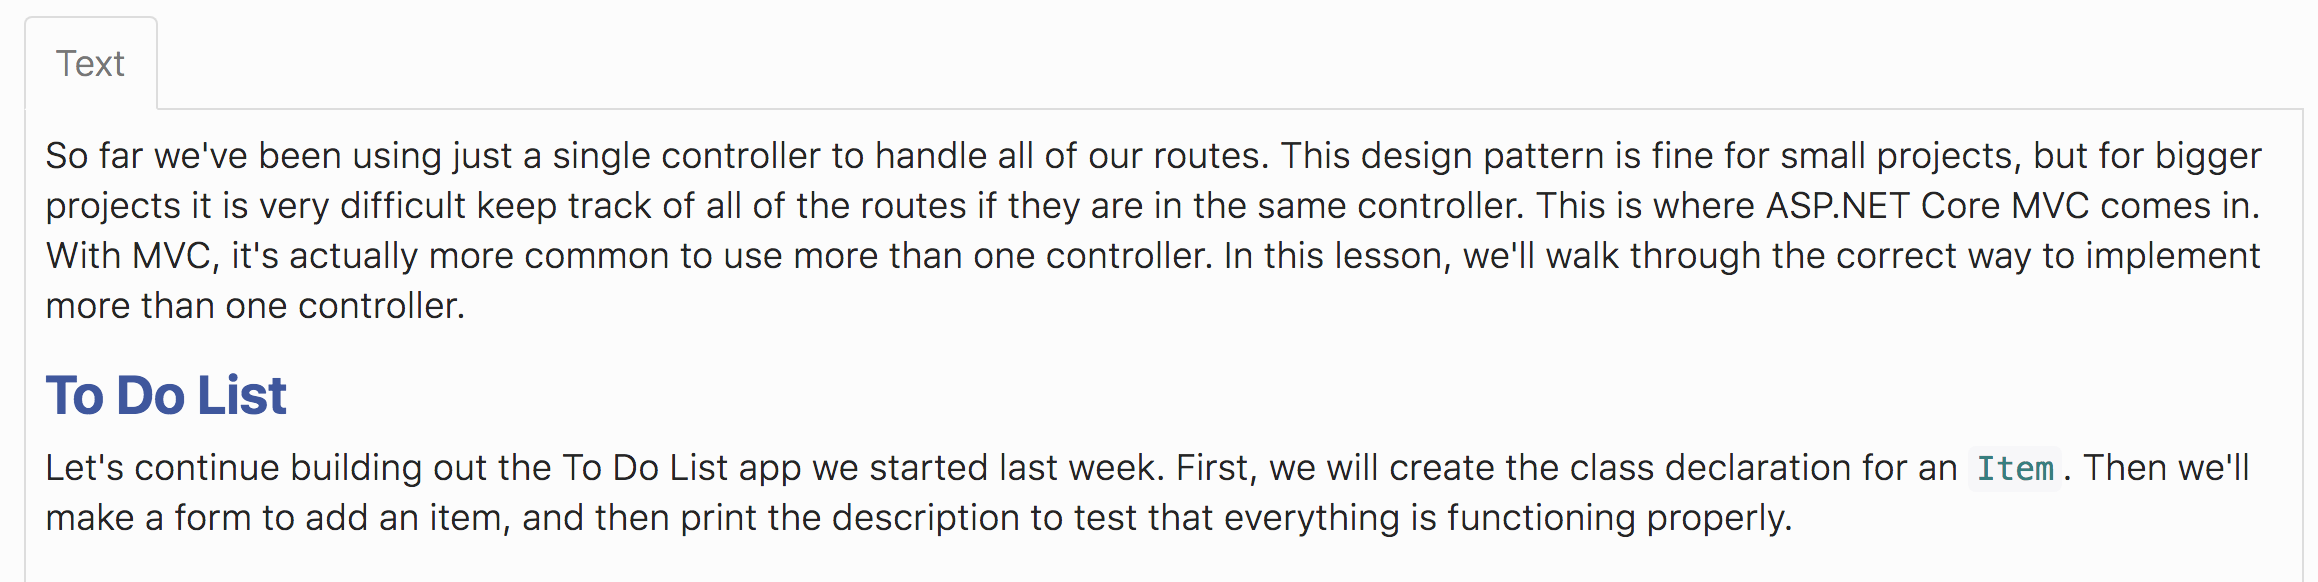 Text
So far we've been using just a single controller to handle all of our routes. This design pattern is fine for small projects, but for bigger
projects it is very difficult keep track of all of the routes if they are in the same controller. This is where ASP.NET Core MVC comes in.
With MVC, it's actually more common to use more than one controller. In this lesson, we'll walk through the correct way to implement
more than one controller.
To Do List
Let's continue building out the To Do List app we started last week. First, we will create the class declaration for an Item. Then we'll
make a form to add an item, and then print the description to test that everything is functioning properly.